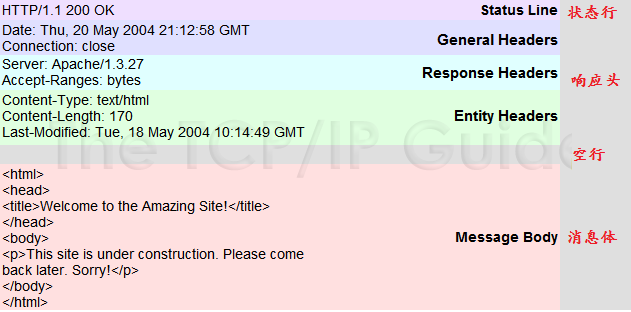 HTTP/1.1 200 OK Status Line 状态行
Date: Thu, 20 May 2004 21:12:58 GMT
Connection: close General Headers
Server: Apache/1.3.27
Accept-Ranges: bytes Response Headers 响应头
Content-Type: text/html
Content-Length: 170 Entity Headers
Last-Modified: Tue, 18 May 2004 10:14:49 GMT
The TCP/IP Guide 空行
<html>
<head>
<title>Welcome to the Amazing Site!</title>
</head>
<body> Message Body 消息体
<p>This site is under construction. Please come
back later. Sorry!</p>
</body>
</html>